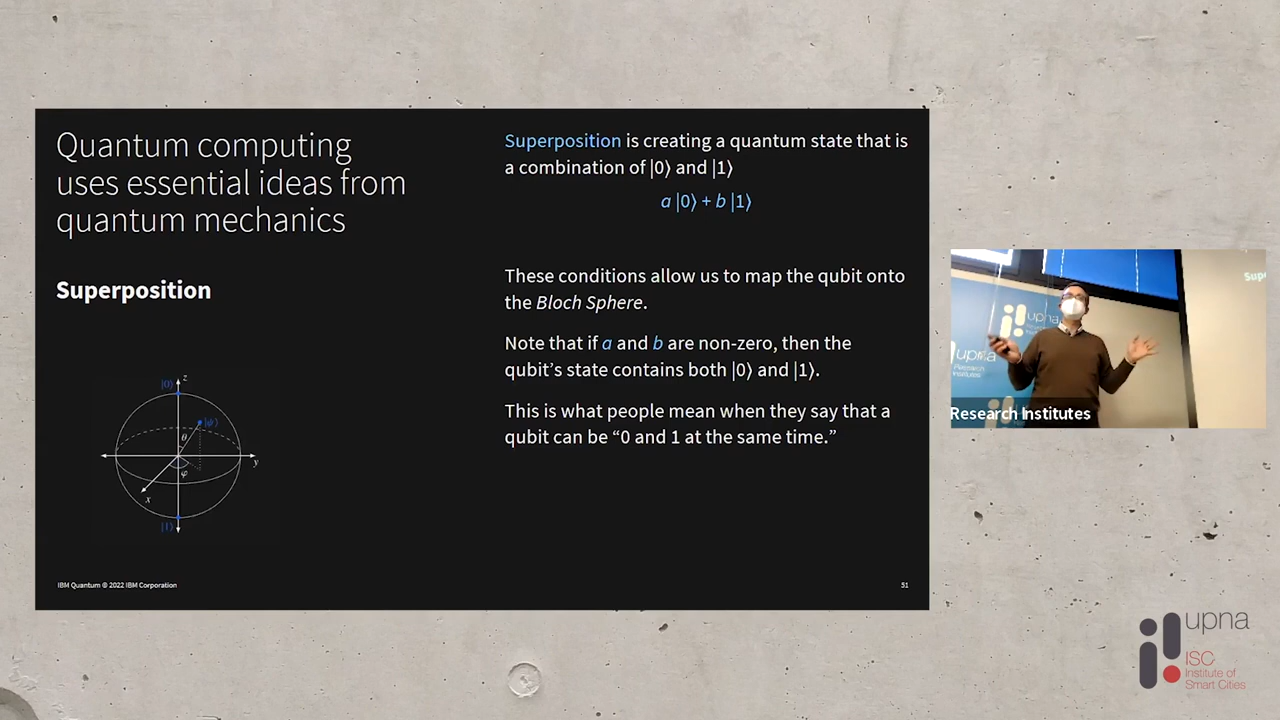 Quantum computing
uses essential ideas from
quantum mechanics
Superposition
|0⟩
z
|ψ⟩
θ
φ
y
x
|1⟩
IBM Quantum © 2022 IBM Corporation
Superposition is creating a quantum state that is
a combination of |0⟩ and |1⟩
a |0⟩ + b |1⟩
These conditions allow us to map the qubit onto
the Bloch Sphere.
Note that if a and b are non-zero, then the
qubit’s state contains both |0⟩ and |1⟩.
This is what people mean when they say that a
qubit can be “0 and 1 at the same time.”
51
upna
upna
Research
Institutes
Research Institutes
upna
ISC
Institute of
Smart Cities